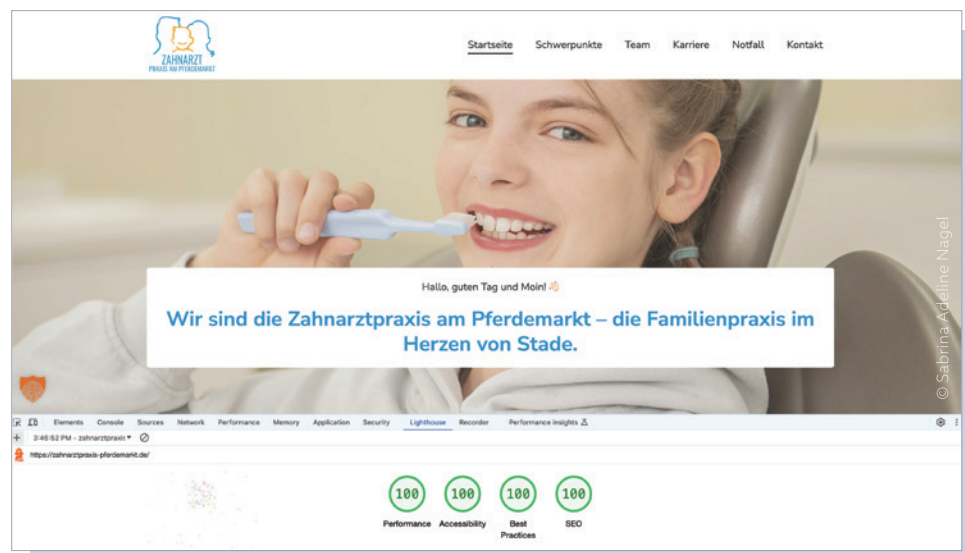 ZAHNARZT
PRAXIS AM PFERDEMARKT
Startseite Schwerpunkte Team Karriere Notfall Kontakt
Hallo, guten Tag und Moin! 👋
Wir sind die Zahnarztpraxis am Pferdemarkt – die Familienpraxis im
Herzen von Stade.
© Sabrina Adeline Nagel
Elements Console Sources Network Performance Memory Application Security Lighthouse Recorder Performance insights
3:46:52 PM - zahnarztpraxis
https://zahnarztpraxis-pferdemarkt.de/
100 100 100 100
Performance Accessibility Best Practices SEO